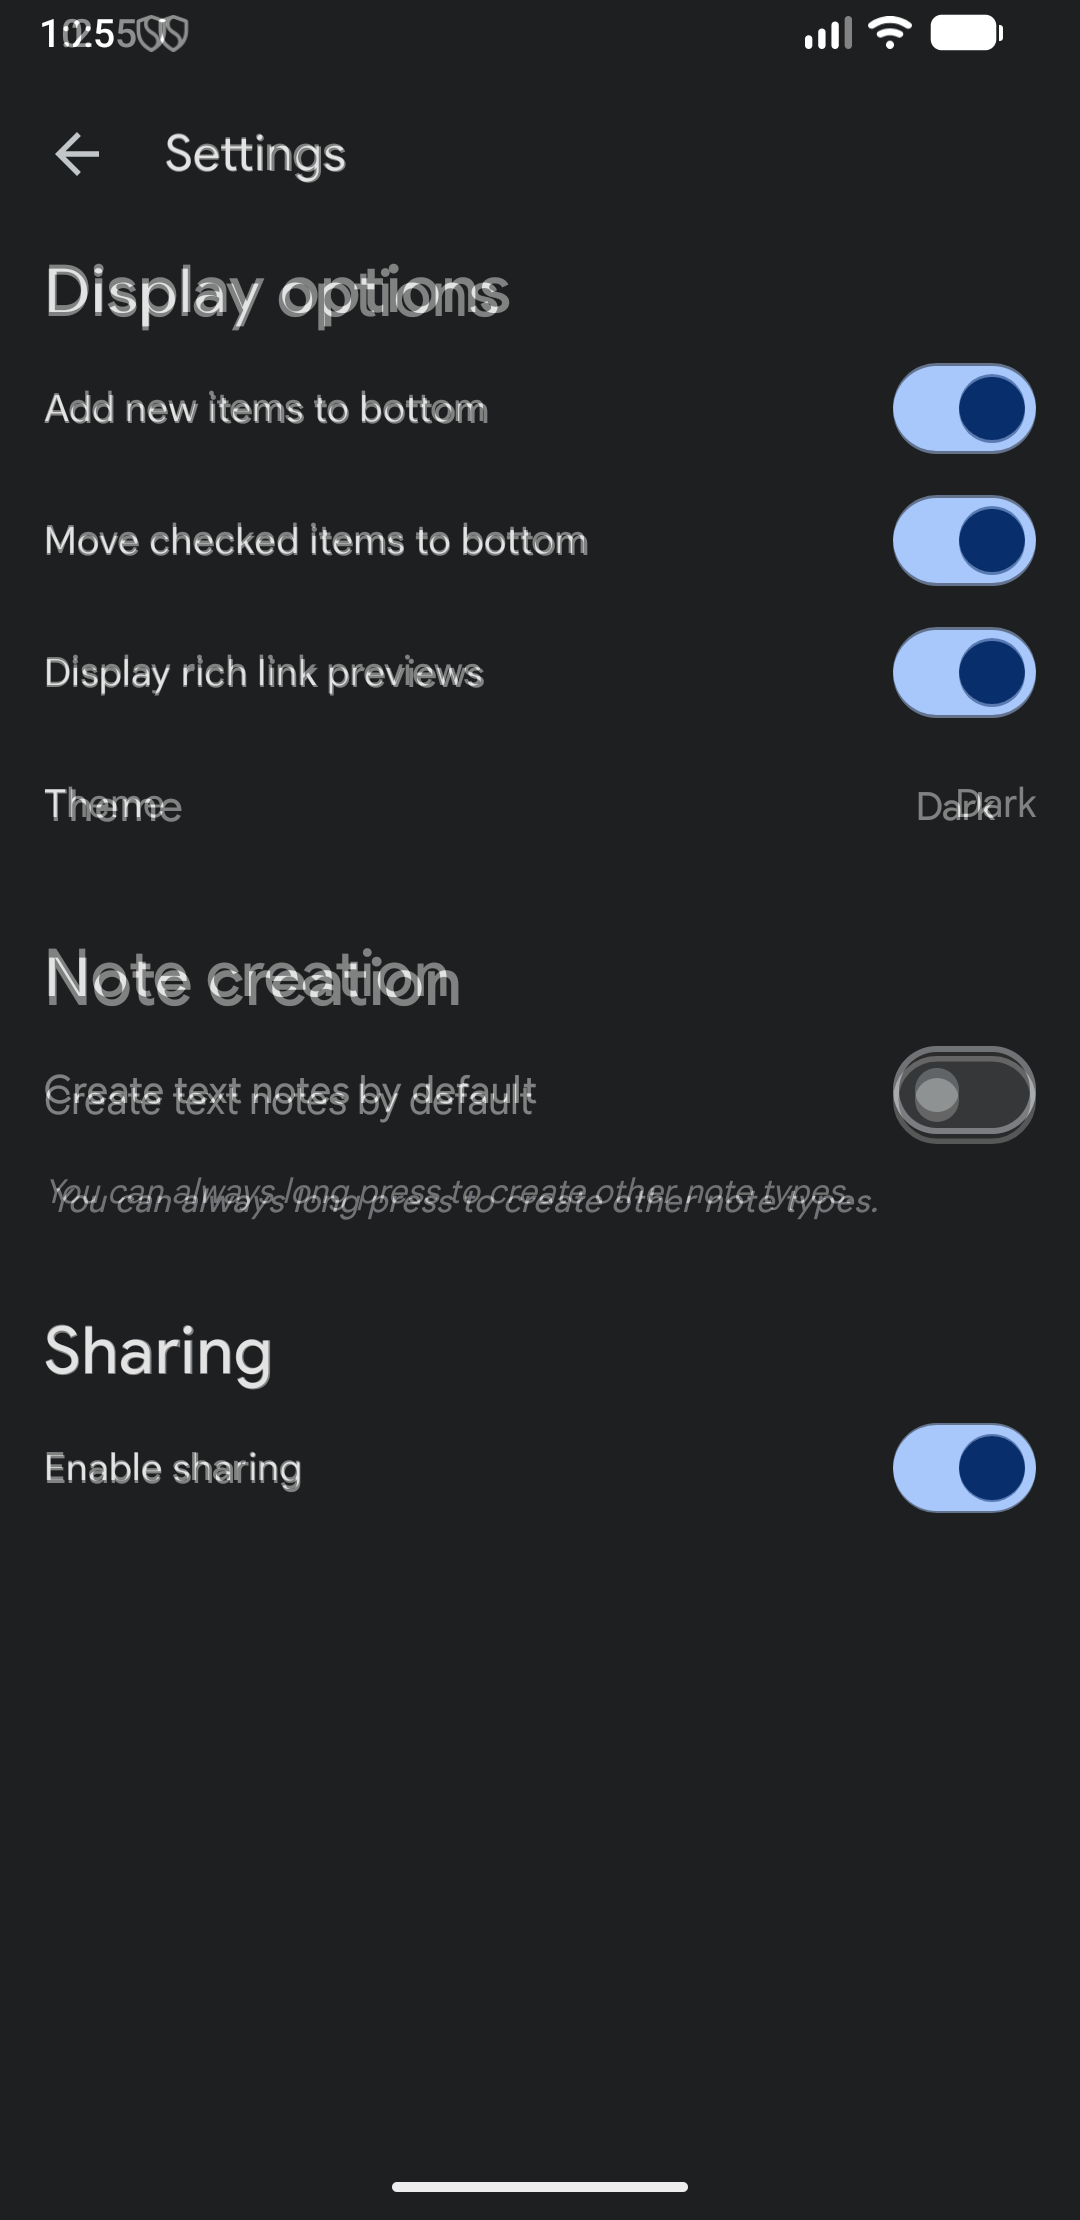 Settings
Display options
Add new items to bottom
Move checked items to bottom
Display rich link previews
Theme
Dark
Note creation
Create text notes by default
You can always long press to create other note types.
Sharing
Enable sharing